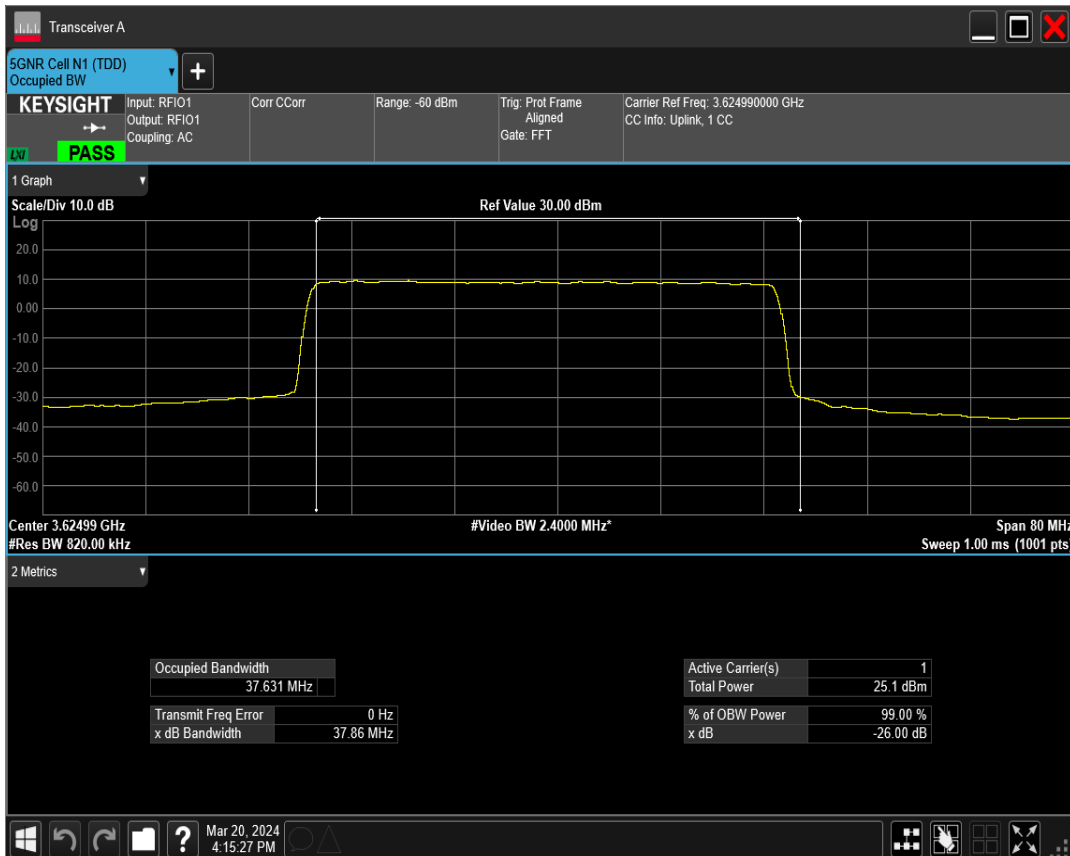 Transceiver A
5GNR Cell N1 (TDD)
Occupied BW
+
KEYSIGHT
LXI
PASS
Input: RFIO1
Output: RFIO1
Coupling: AC
Corr CCorr
Range: -60 dBm
Trig: Prot Frame
Aligned
Gate: FFT
Carrier Ref Freq: 3.624990000 GHz
CC Info: Uplink, 1 CC
1 Graph
Scale/Div 10.0 dB
Ref Value 30.00 dBm
Log
20.0
10.0
0.00
-10.0
-20.0
-30.0
-40.0
-50.0
-60.0
Center 3.62499 GHz
#Video BW 2.4000 MHz*
Span 80 MHz
#Res BW 820.00 kHz
Sweep 1.00 ms (1001 pts)
2 Metrics
Occupied Bandwidth
37.631 MHz
Transmit Freq Error 0 Hz
x dB Bandwidth 37.86 MHz
Active Carrier(s) 1
Total Power 25.1 dBm
% of OBW Power 99.00 %
x dB -26.00 dB
?
Mar 20, 2024
4:15:27 PM